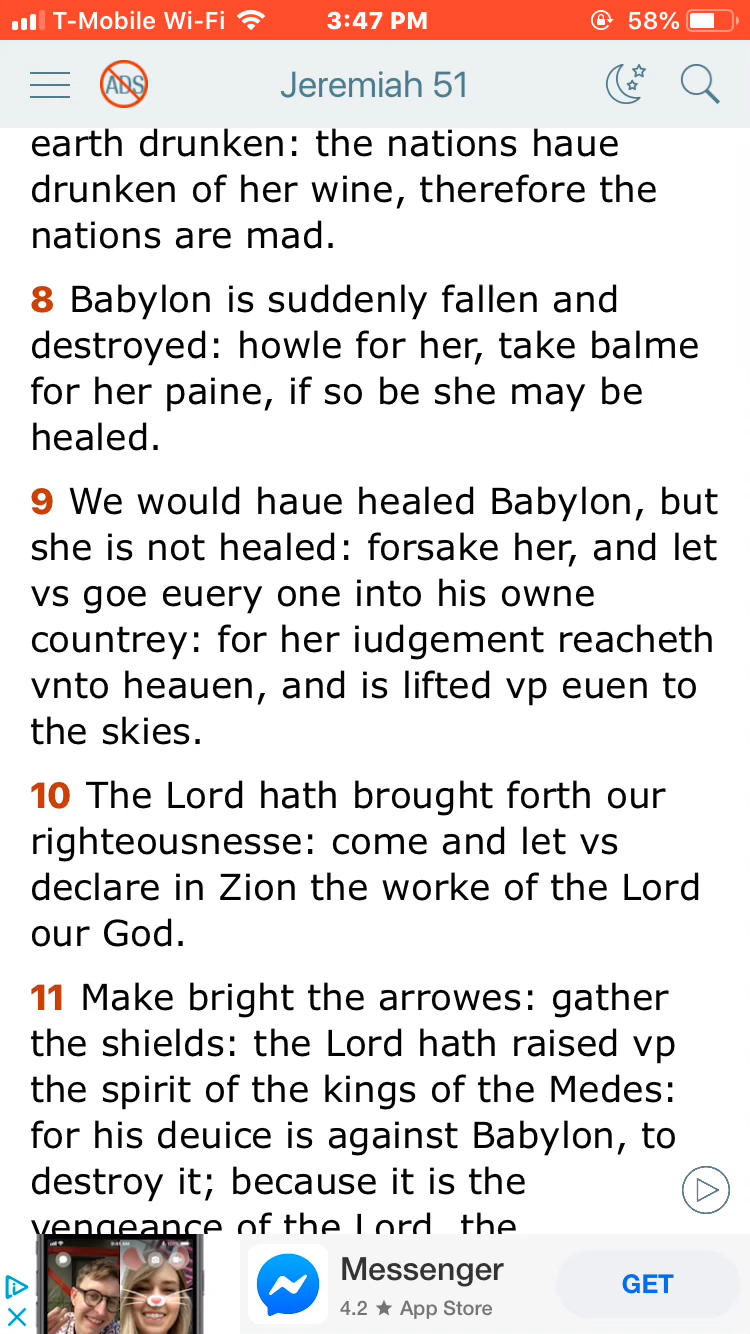 T-Mobile Wi-Fi 3:47 PM 58%
ADS Jeremiah 51
earth drunken: the nations haue
drunken of her wine, therefore the
nations are mad.
8 Babylon is suddenly fallen and
destroyed: howle for her, take balme
for her paine, if so be she may be
healed.
9 We would haue healed Babylon, but
she is not healed: forsake her, and let
vs goe euery one into his owne
countrey: for her iudgement reacheth
vnto heauen, and is lifted vp euen to
the skies.
10 The Lord hath brought forth our
righteousnesse: come and let vs
declare in Zion the worke of the Lord
our God.
11 Make bright the arrowes: gather
the shields: the Lord hath raised vp
the spirit of the kings of the Medes:
for his deuice is against Babylon, to
destroy it; because it is the
vengeance of the Lord, the
Messenger
4.2 ★ App Store
GET